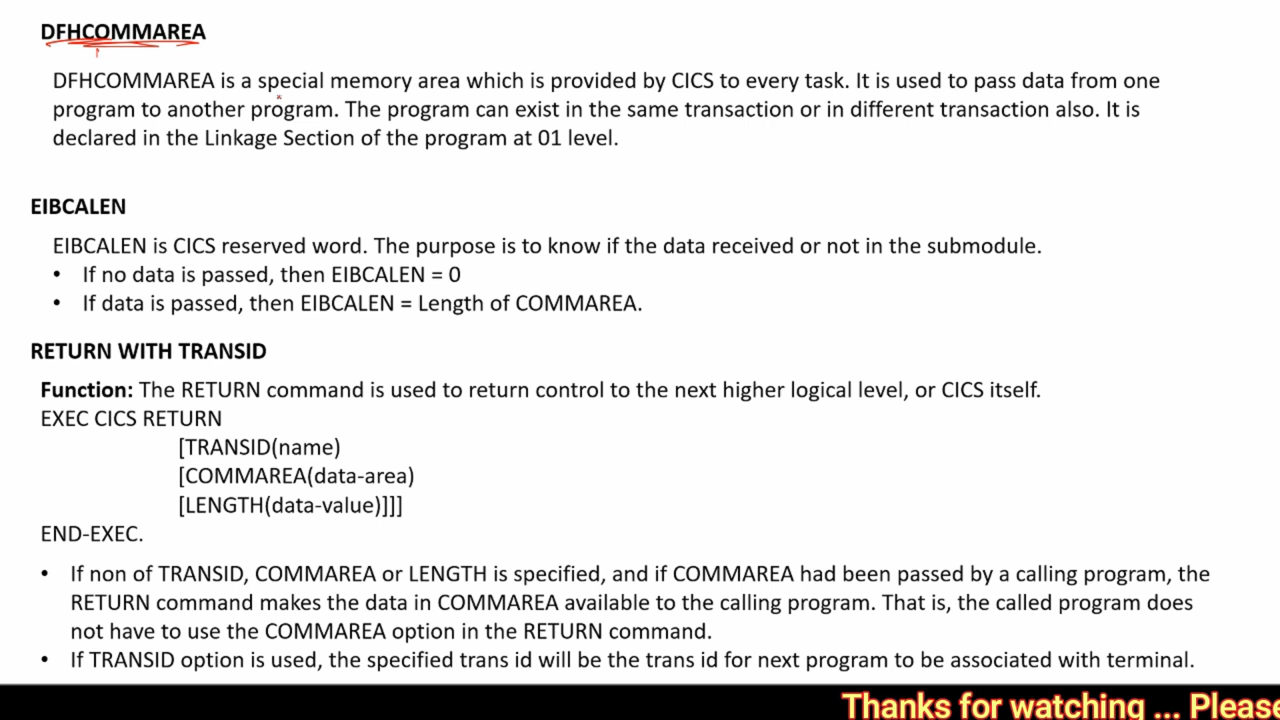 DFHCOMMAREA
DFHCOMMAREA is a special memory area which is provided by CICS to every task. It is used to pass data from one
program to another program. The program can exist in the same transaction or in different transaction also. It is
declared in the Linkage Section of the program at 01 level.
EIBCALEN
EIBCALEN is CICS reserved word. The purpose is to know if the data received or not in the submodule.
• If no data is passed, then EIBCALEN = 0
• If data is passed, then EIBCALEN = Length of COMMAREA.
RETURN WITH TRANSID
Function: The RETURN command is used to return control to the next higher logical level, or CICS itself.
EXEC CICS RETURN
[TRANSID(name)
[COMMAREA(data-area)
[LENGTH(data-value)]]]
END-EXEC.
• If non of TRANSID, COMMAREA or LENGTH is specified, and if COMMAREA had been passed by a calling program, the
RETURN command makes the data in COMMAREA available to the calling program. That is, the called program does
not have to use the COMMAREA option in the RETURN command.
• If TRANSID option is used, the specified trans id will be the trans id for next program to be associated with terminal.
Thanks for watching ... Please